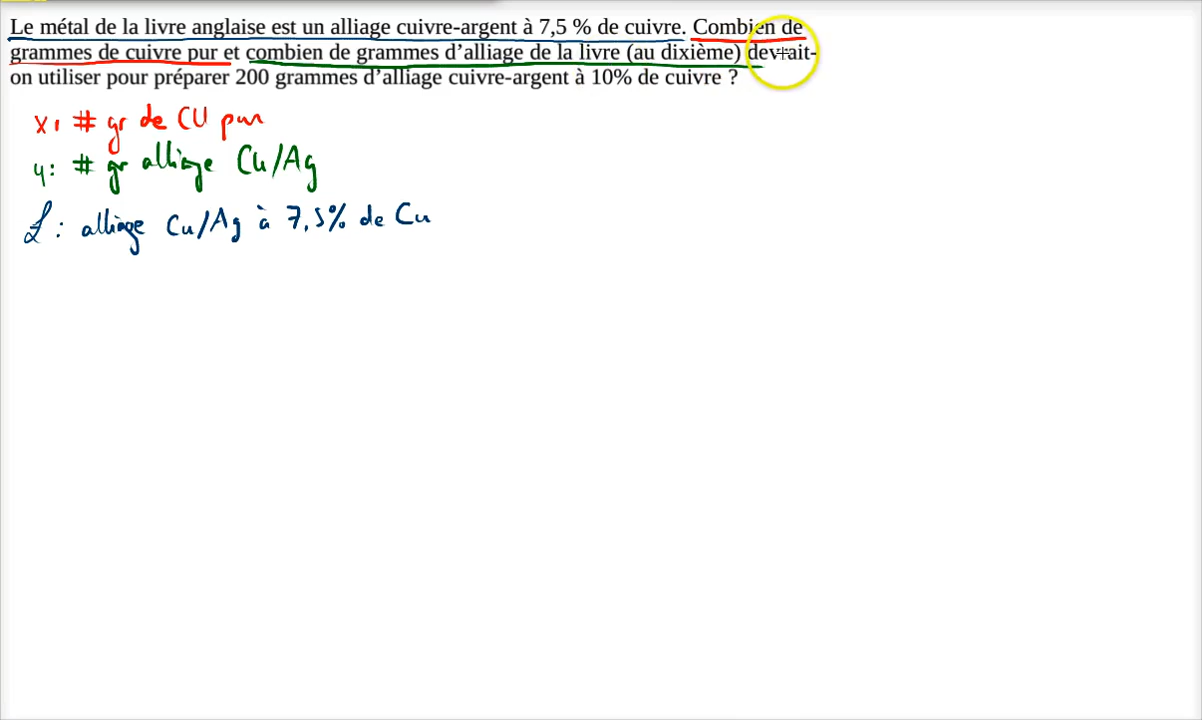 Le métal de la livre anglaise est un alliage cuivre-argent à 7,5 % de cuivre. Combien de
grammes de cuivre pur et combien de grammes d’alliage de la livre (au dixième) devrait-
on utiliser pour préparer 200 grammes d’alliage cuivre-argent à 10% de cuivre ?
x: # gr de CU pur
y: # gr alliage Cu/Ag
£: alliage Cu/Ag à 7,5% de Cu